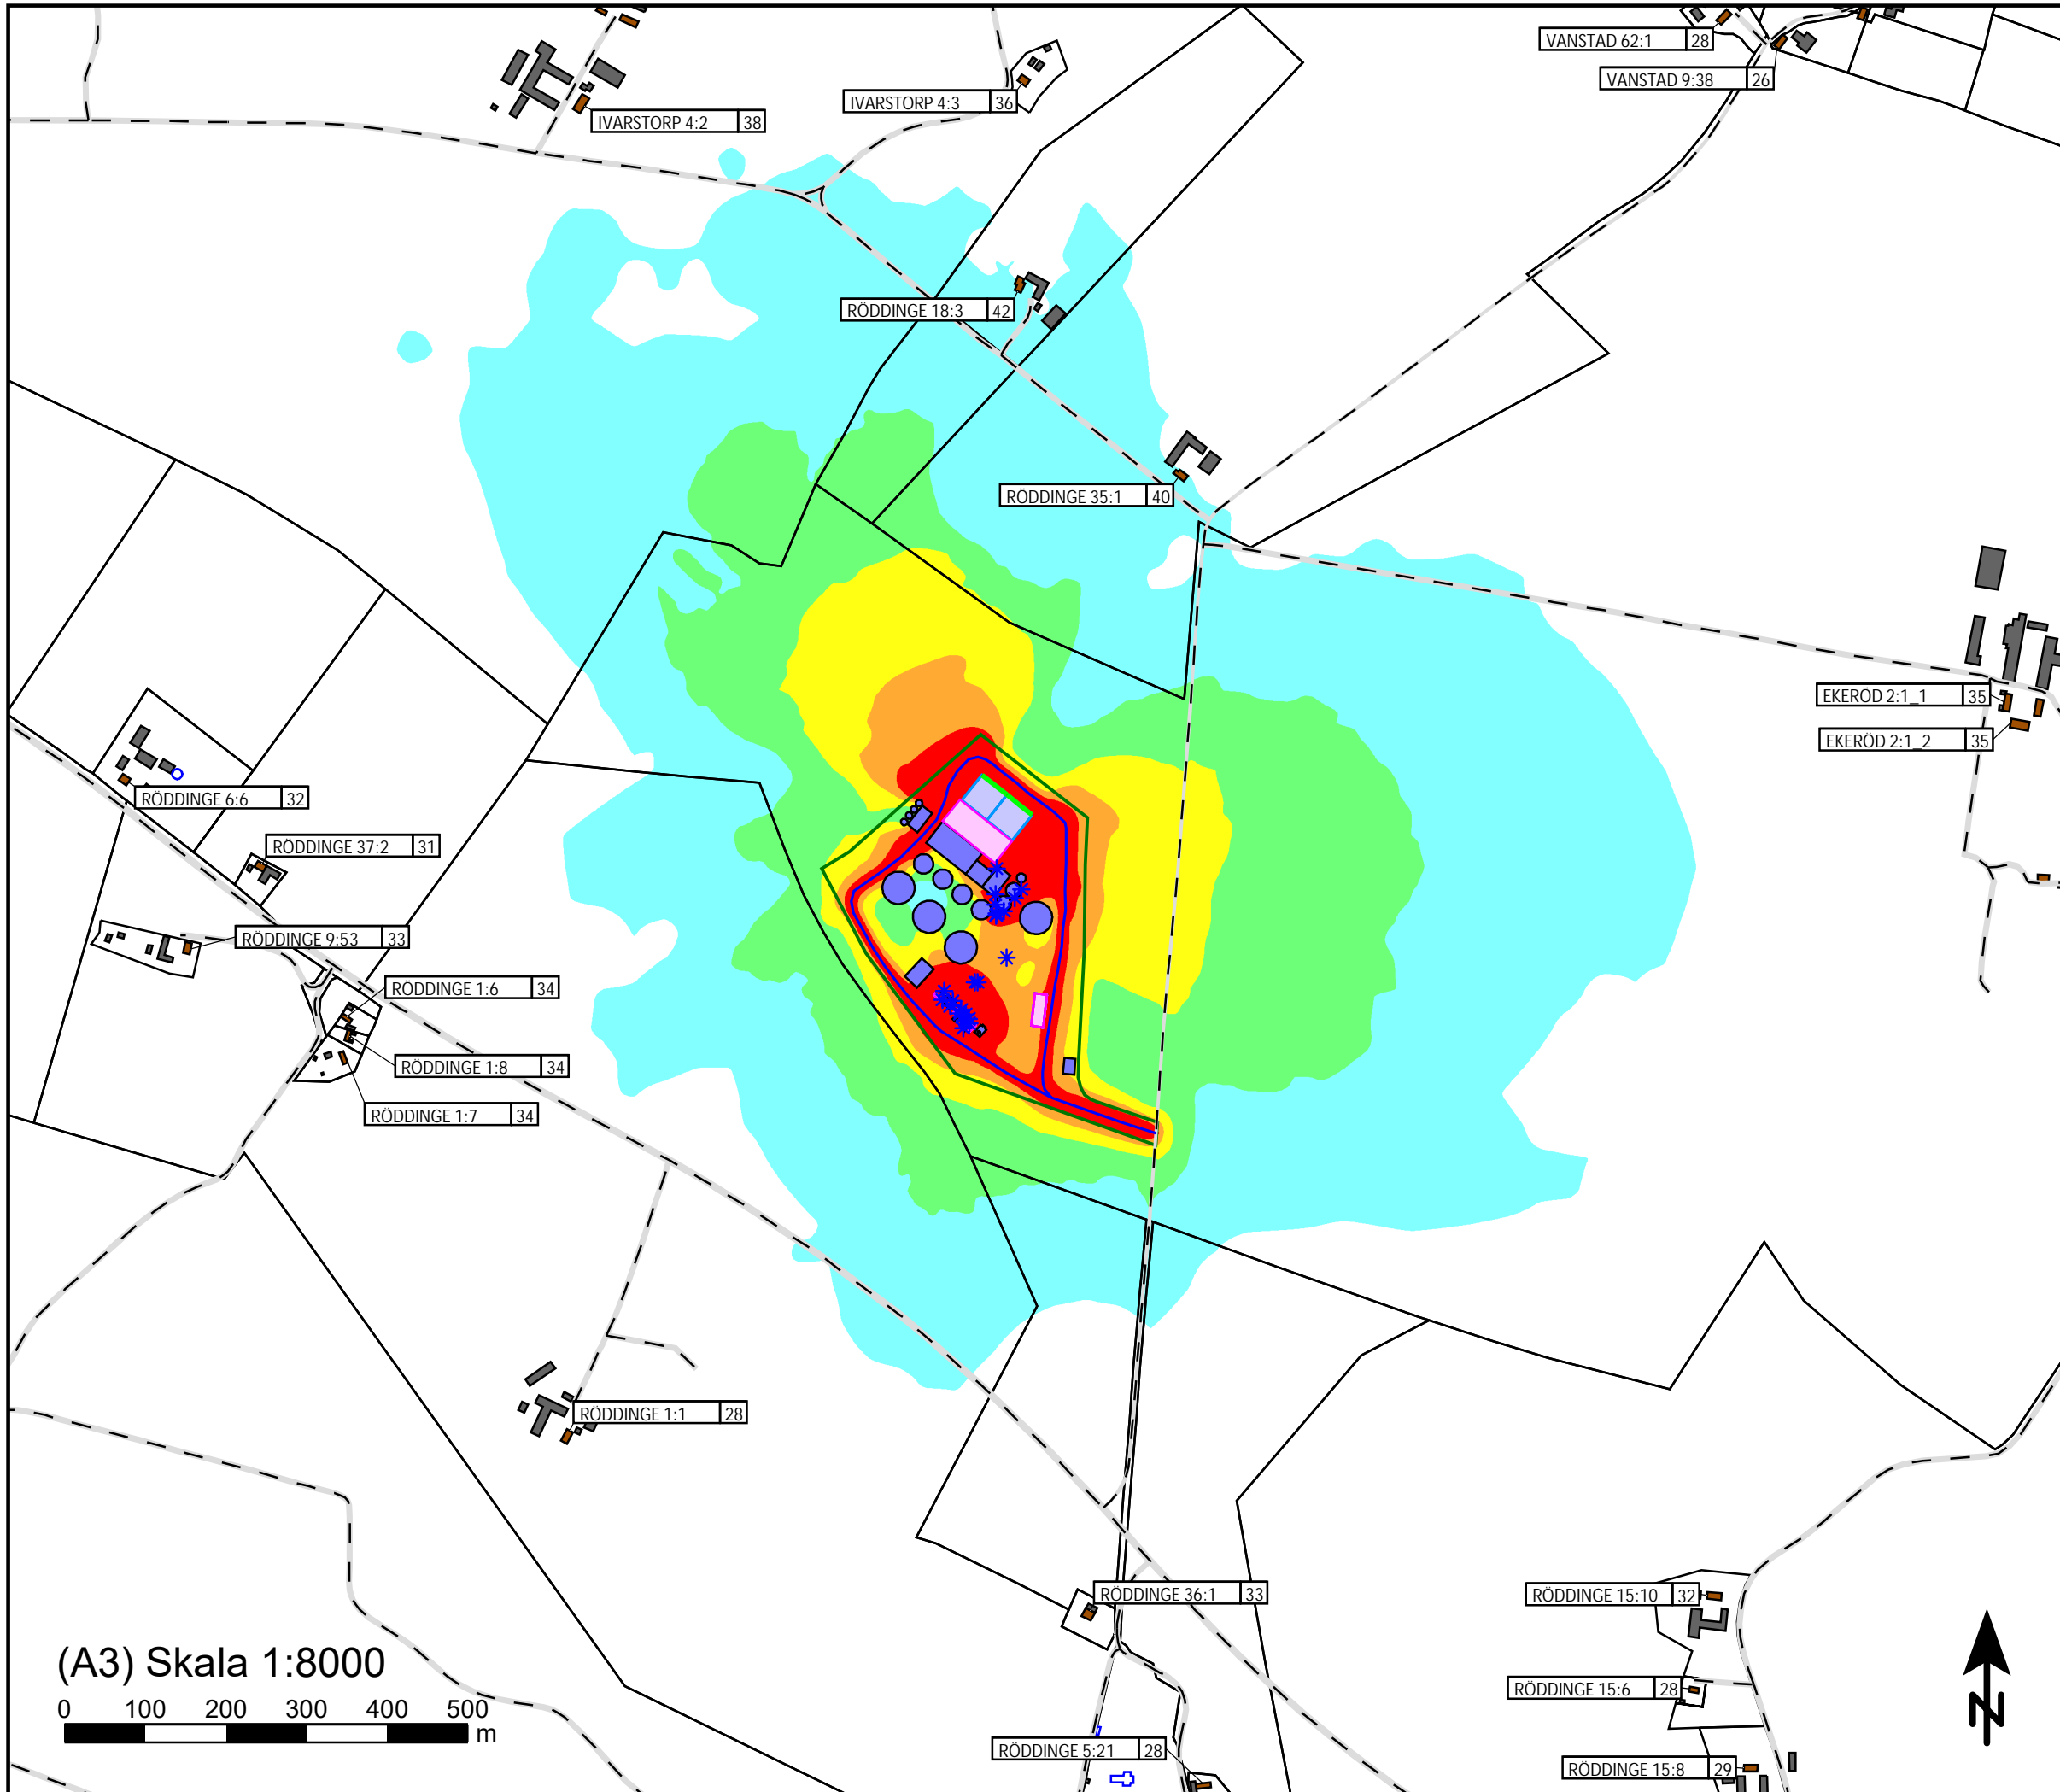 VANSTAD 62:1 28
VANSTAD 9:38 26
IVARSTORP 4:3 36
IVARSTORP 4:2 38
RÖDDINGE 18:3 42
RÖDDINGE 35:1 40
EKERÖD 2:1_1 35
EKERÖD 2:1_2 35
RÖDDINGE 6:6 32
RÖDDINGE 37:2 31
RÖDDINGE 9:53 33
RÖDDINGE 1:6 34
RÖDDINGE 1:8 34
RÖDDINGE 1:7 34
RÖDDINGE 1:1 28
RÖDDINGE 36:1 33
RÖDDINGE 15:10 32
RÖDDINGE 15:6 28
RÖDDINGE 5:21 28
RÖDDINGE 15:8 29
(A3) Skala 1:8000
0 100 200 300 400 500
m
N